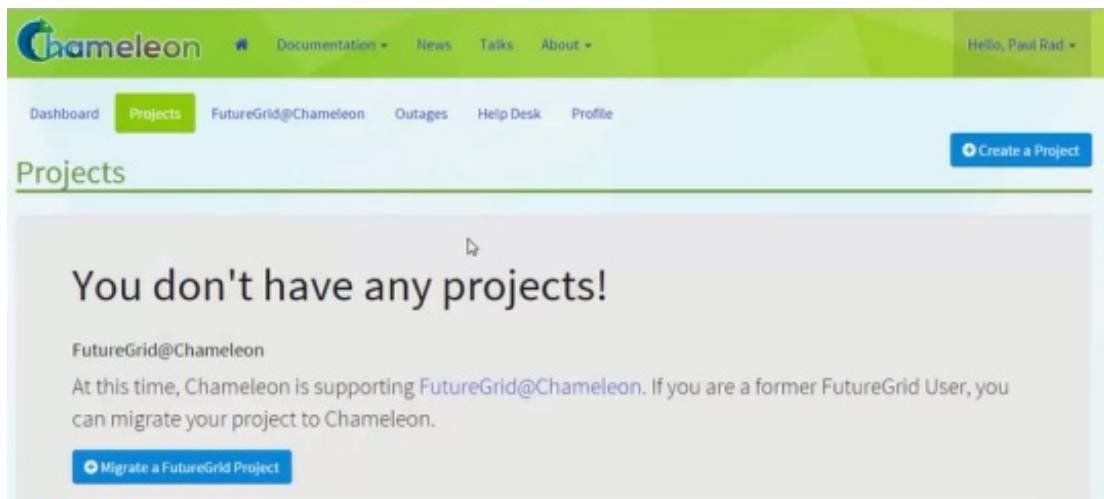 Chameleon Documentation News Talks About Hello, Paul Rad
Dashboard Projects FutureGrid@Chameleon Outages Help Desk Profile
Create a Project
Projects
You don't have any projects!
FutureGrid@Chameleon
At this time, Chameleon is supporting FutureGrid@Chameleon. If you are a former FutureGrid User, you
can migrate your project to Chameleon.
Migrate a FutureGrid Project